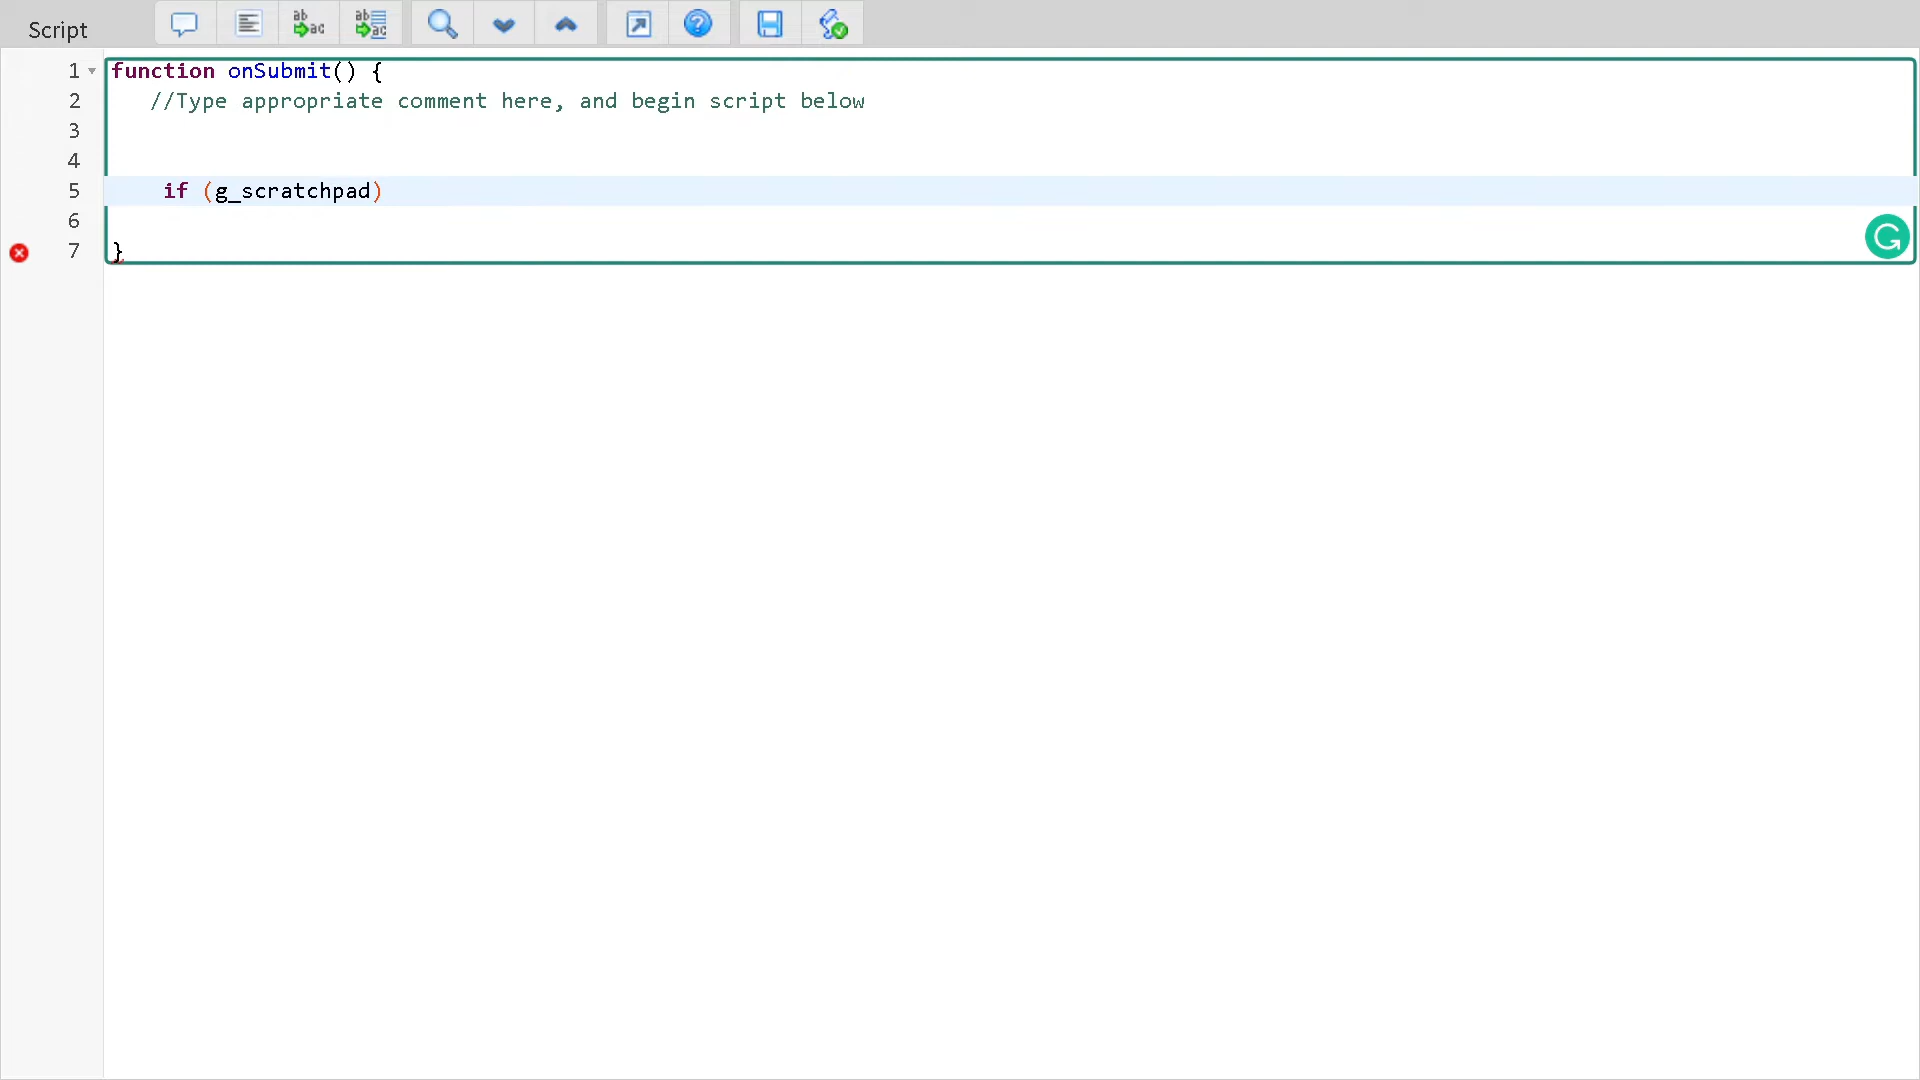 Script
1 function onSubmit() {
2 //Type appropriate comment here, and begin script below
3
4
5 if (g_scratchpad)
6
7 }